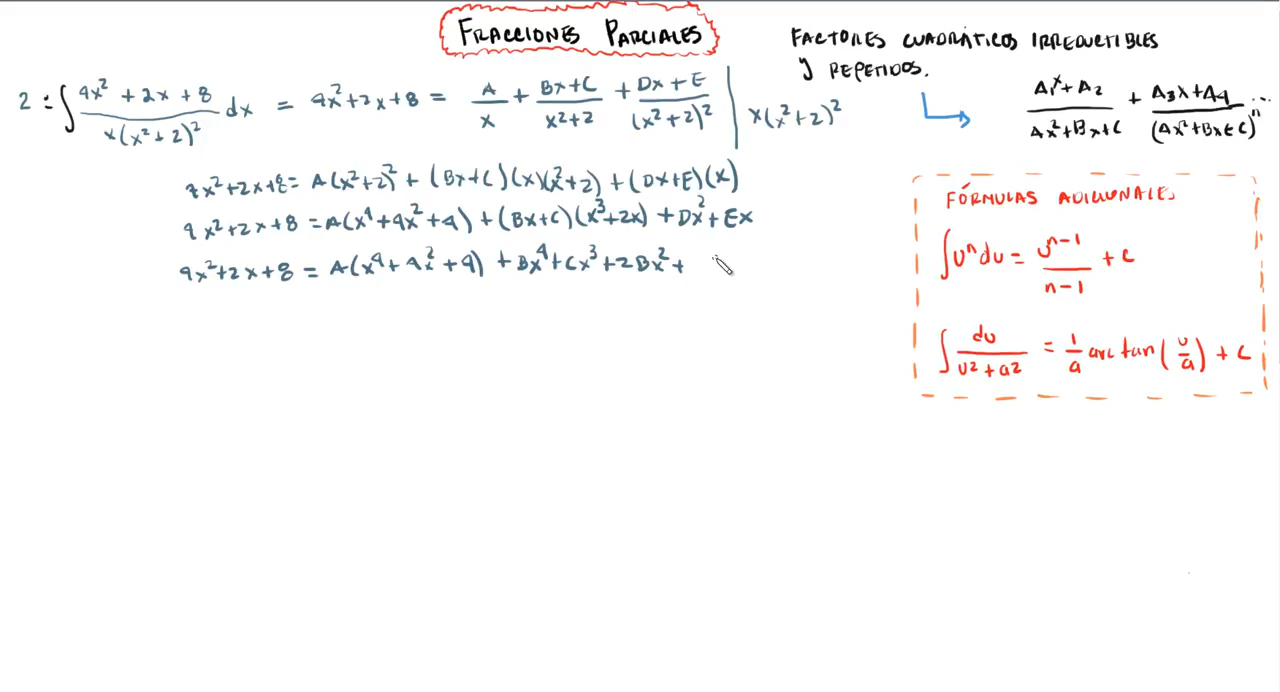 FRACCIONES PARCIALES
FACTORES CUADRÁTICOS IRREDUCTIBLES
y REPETIDOS.
A₁x+A₂/Ax²+Bx+C + A₃x+A₄/(Ax²+Bx+C)ⁿ ...
2:∫ 4x² + 2x + 8 / x(x²+2)² dx = 4x²+2x+8 = A/x + Bx+C/x²+2 + Dx+E/(x²+2)² | x(x²+2)²
4x²+2x+8 = A(x²+2)² + (Bx+C)(x)(x²+2) + (Dx+E)(x)
4x²+2x+8 = A(x⁴+4x²+4) + (Bx+C)(x³+2x) + Dx²+Ex
4x²+2x+8 = A(x⁴+4x²+4) + Bx⁴+Cx³+2Bx²+
FÓRMULAS ADICIONALES
∫uⁿdu = uⁿ⁻¹/n-1 + c
∫ du/u²+a² = 1/a arc tan(u/a) + c